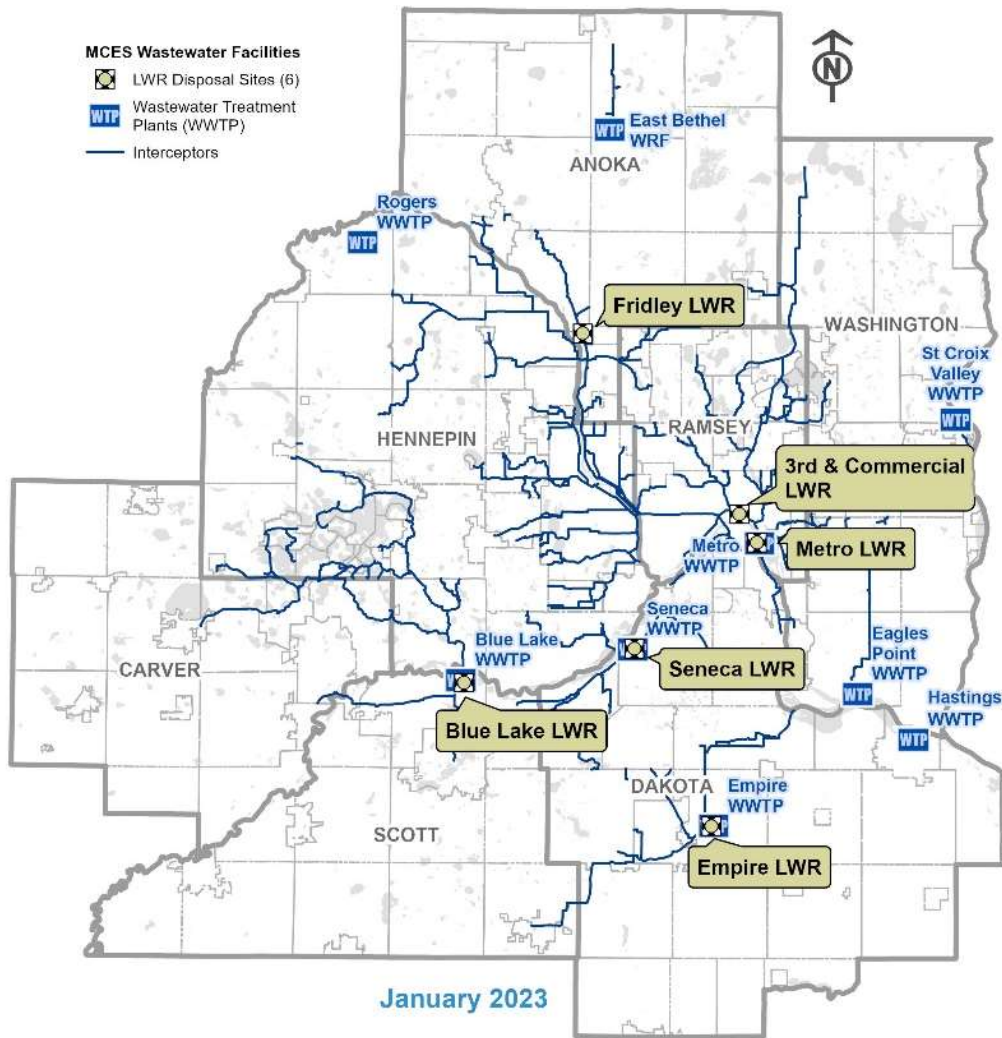 MCES Wastewater Facilities
LWR Disposal Sites (6)
WTP
Wastewater Treatment
Plants (WWTP)
Interceptors
N
WTP
East Bethel
WRF
ANOKA
Rogers
WWTP
WTP
Fridley LWR
WASHINGTON
St Croix
Valley
WWTP
WTP
HENNEPIN
RAMSEY
3rd & Commercial
LWR
Metro
WWTP
Metro LWR
Seneca
WWTP
Seneca LWR
Blue Lake
WWTP
Blue Lake LWR
CARVER
Eagles
Point
WWTP
WTP
Hastings
WWTP
WTP
DAKOTA
Empire
WWTP
Empire LWR
SCOTT
January 2023